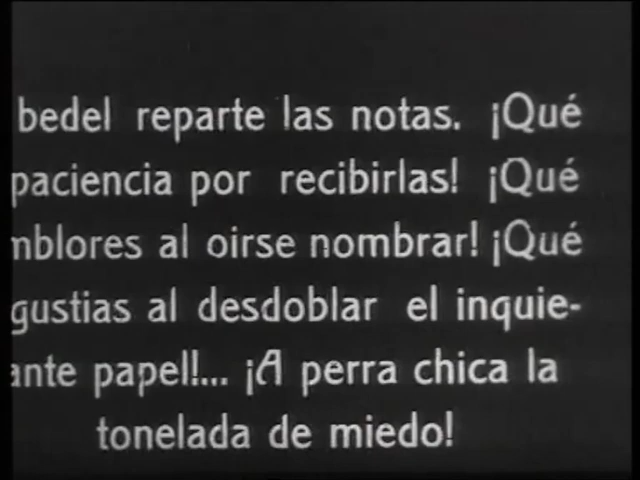 bedel reparte las notas. ¡Qué
paciencia por recibirlas! ¡Qué
mblores al oirse nombrar! ¡Qué
gustias al desdoblar el inquie-
ante papel!... ¡A perra chica la
tonelada de miedo!